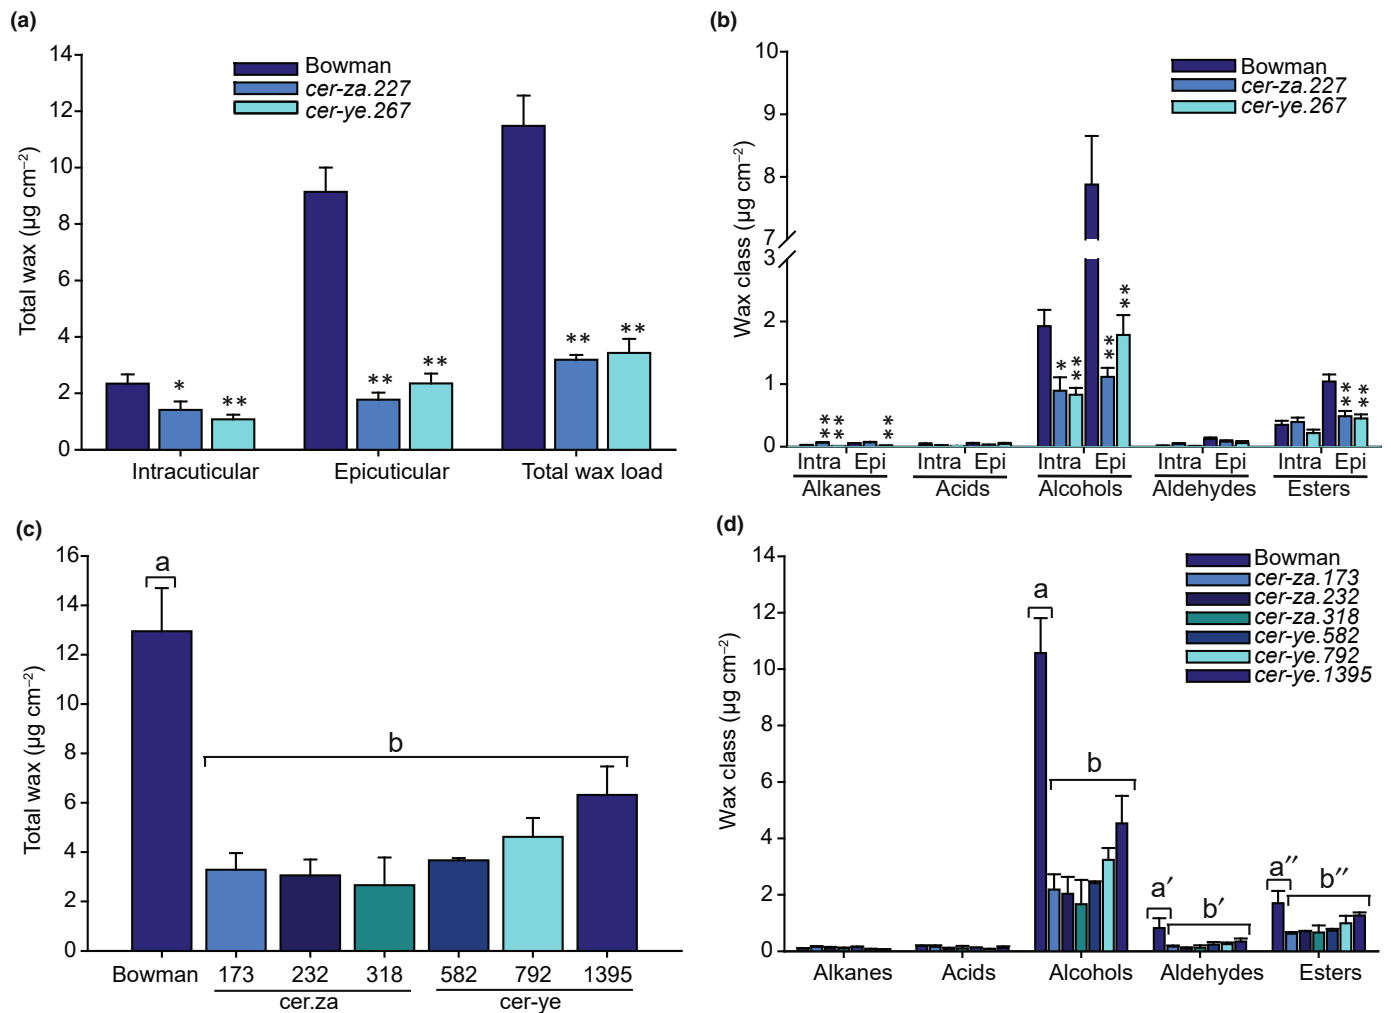 (a)
Total wax (µg cm⁻²)
14
12
10
8
6
4
2
0
Bowman
cer-za.227
cer-ye.267
*
**
**
**
**
**
Intracuticular
Epicuticular
Total wax load
(b)
Wax class (µg cm⁻²)
10
9
8
7
3
2
1
0
Bowman
cer-za.227
cer-ye.267
**
**
**
*
**
**
**
**
**
Intra Epi Intra Epi Intra Epi Intra Epi Intra Epi
Alkanes Acids Alcohols Aldehydes Esters
(c)
Total wax (µg cm⁻²)
16
14
12
10
8
6
4
2
0
a
b
Bowman 173 232 318 582 792 1395
cer.za cer-ye
(d)
Wax class (µg cm⁻²)
14
12
10
8
6
4
2
0
Bowman
cer-za.173
cer-za.232
cer-za.318
cer-ye.582
cer-ye.792
cer-ye.1395
a
b
a′
b′
a″
b″
Alkanes Acids Alcohols Aldehydes Esters